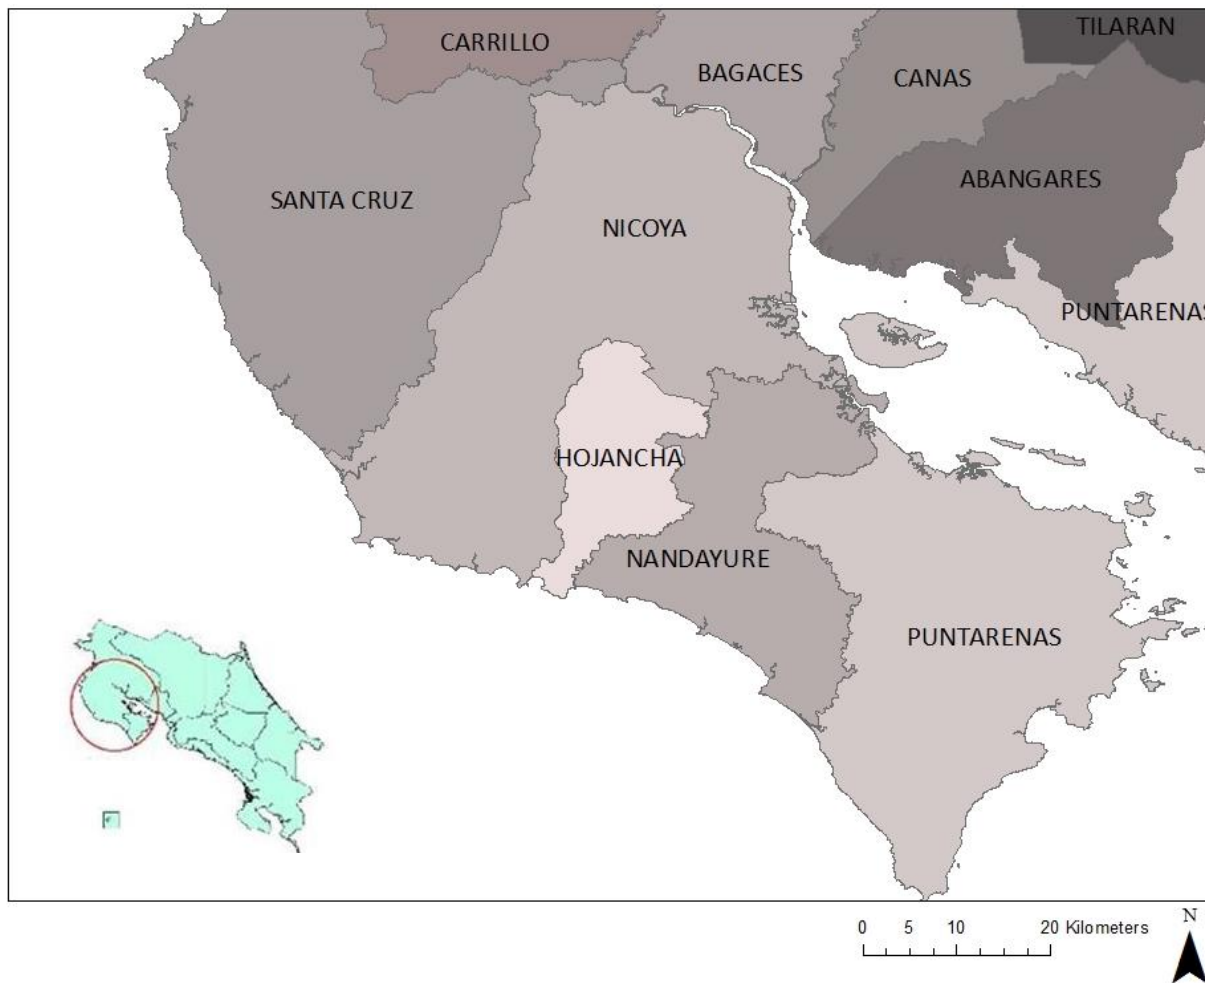 TILARAN
CARRILLO
BAGACES
CANAS
ABANGARES
SANTA CRUZ
NICOYA
PUNTARENAS
HOJANCHA
NANDAYURE
PUNTARENAS
0 5 10 20 Kilometers
N